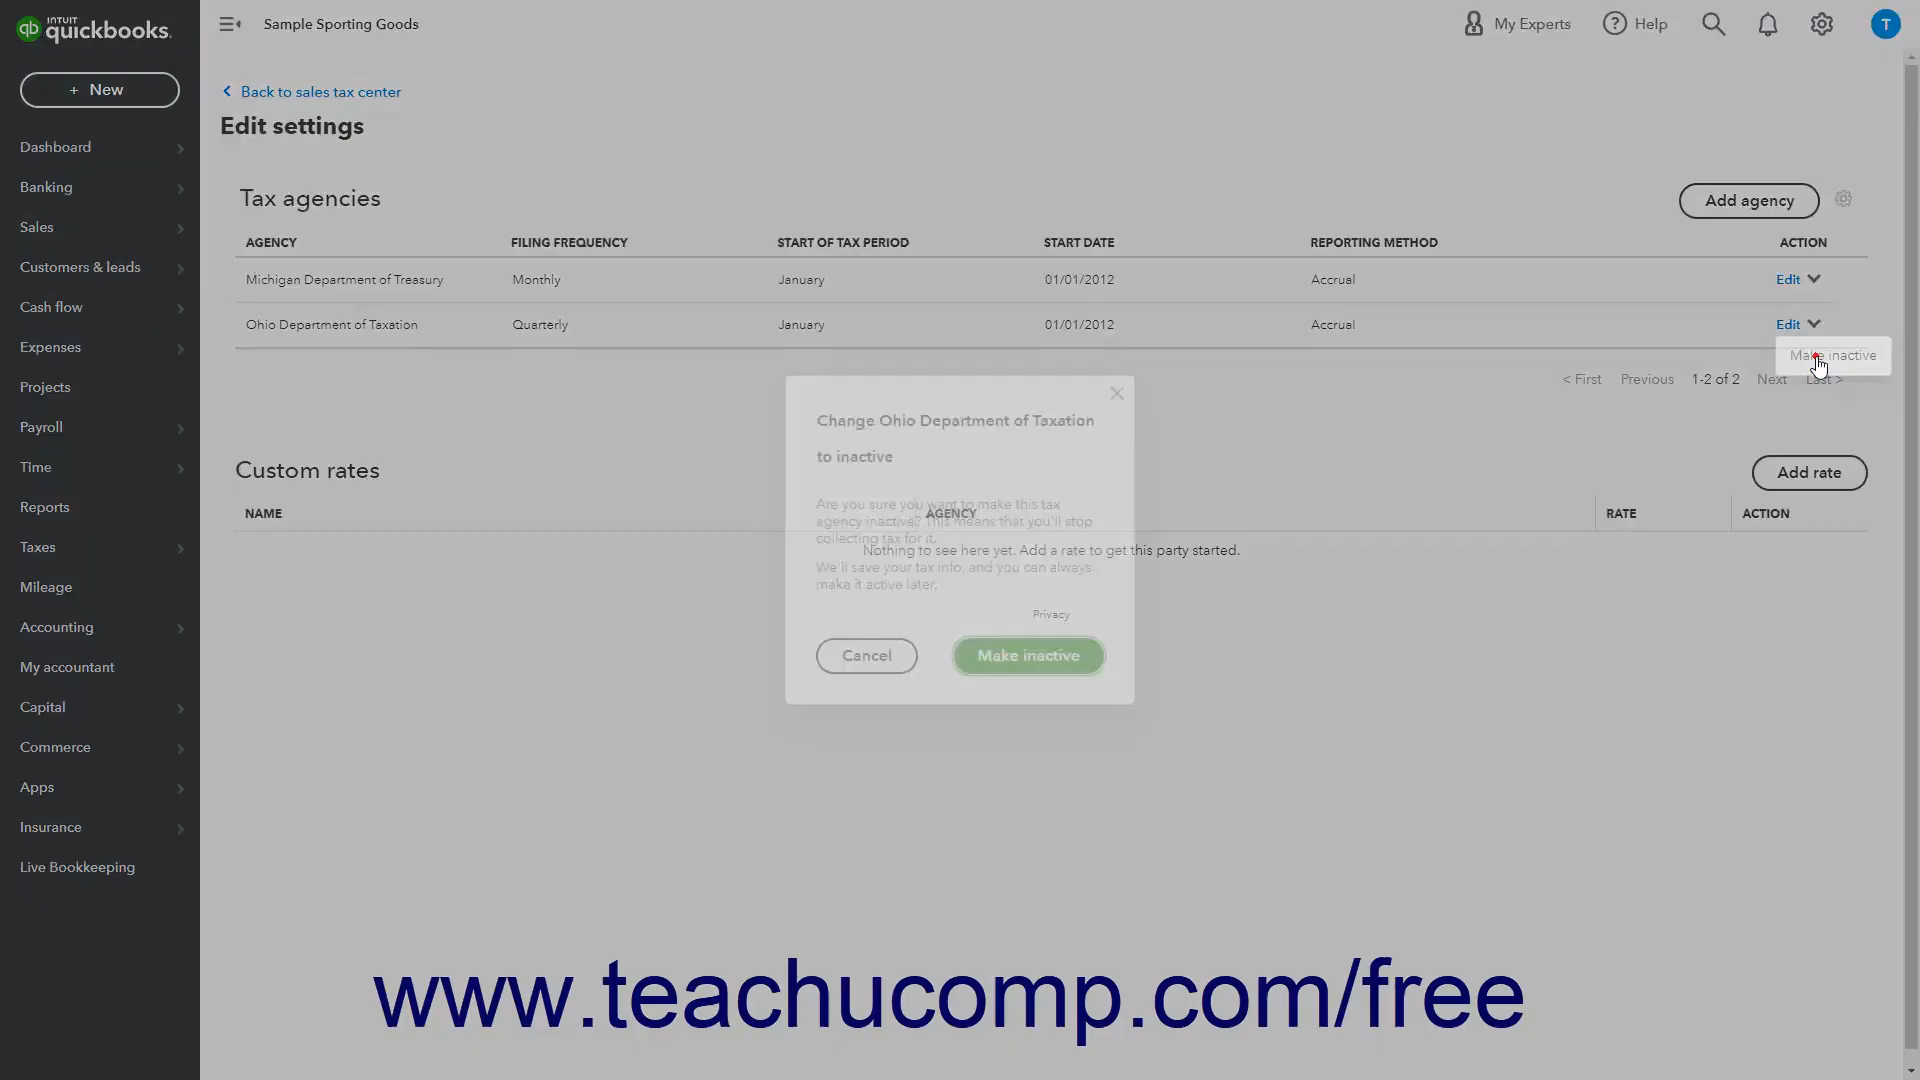 INTUIT
quickbooks.
Sample Sporting Goods
My Experts
Help
T
+ New
Dashboard
Banking
Sales
Customers & leads
Cash flow
Expenses
Projects
Payroll
Time
Reports
Taxes
Mileage
Accounting
My accountant
Capital
Commerce
Apps
Insurance
Live Bookkeeping
Back to sales tax center
Edit settings
Tax agencies
Add agency
AGENCY FILING FREQUENCY START OF TAX PERIOD START DATE REPORTING METHOD ACTION
Michigan Department of Treasury Monthly January 01/01/2012 Accrual Edit
Ohio Department of Taxation Quarterly January 01/01/2012 Accrual Edit
Make inactive
< First Previous 1-2 of 2 Next Last >
Custom rates
Add rate
NAME AGENCY RATE ACTION
Nothing to see here yet. Add a rate to get this party started.
Change Ohio Department of Taxation
to inactive
Are you sure you want to make this tax
agency inactive? This means that you'll stop
collecting tax for it.
We'll save your tax info, and you can always
make it active later.
Privacy
Cancel
Make inactive
www.teachucomp.com/free